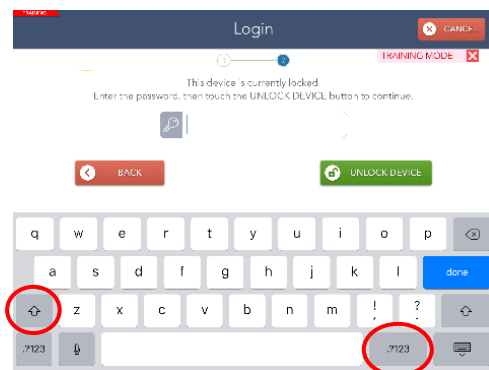 TRAINING
Login
CANCEL
1
2
TRAINING MODE
This device is currently locked.
Enter the password, then touch the UNLOCK DEVICE button to continue.
BACK
UNLOCK DEVICE
q w e r t y u i o p
a s d f g h j k l done
z x c v b n m ! , ? .
.?123 .?123